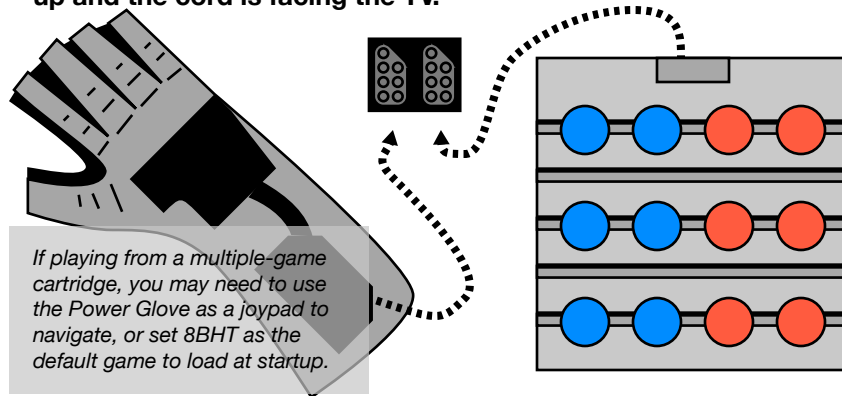 up and the cord is facing the TV.
If playing from a multiple-game
cartridge, you may need to use
the Power Glove as a joypad to
navigate, or set 8BHT as the
default game to load at startup.